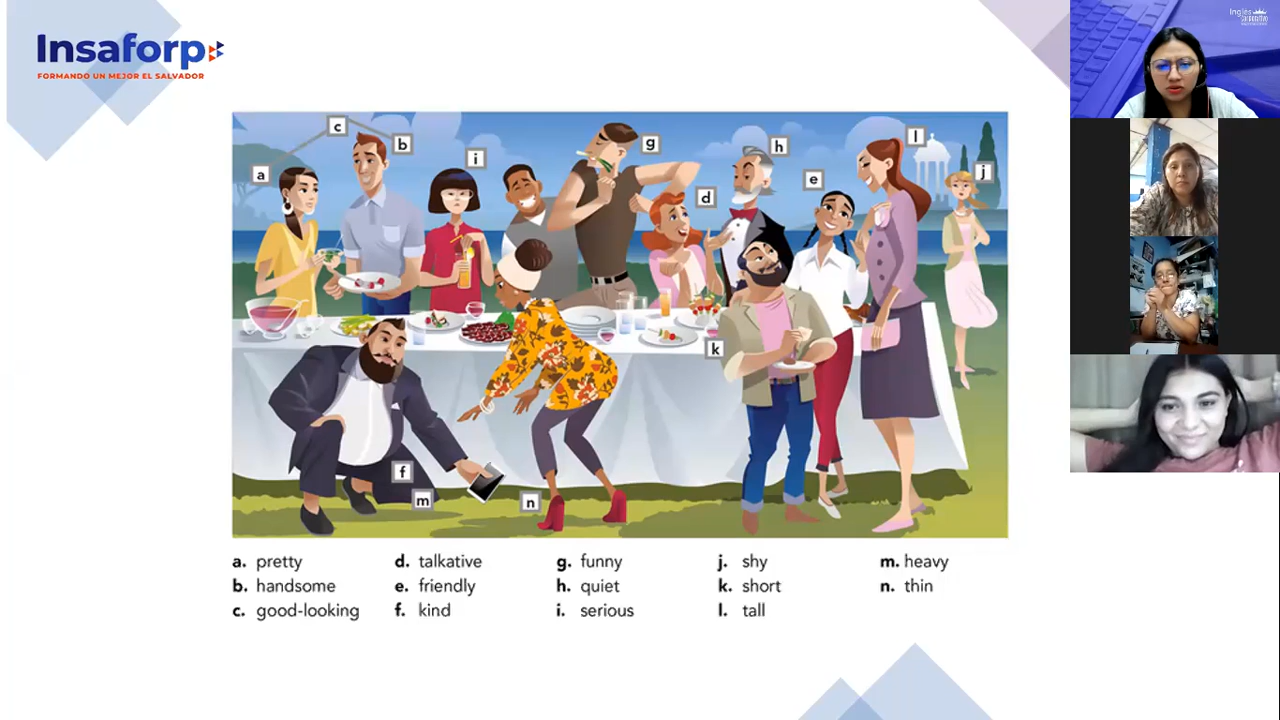 Insaforp
FORMANDO UN MEJOR EL SALVADOR
Inglés
c
b
g
h
l
i
a
e
j
d
k
f
m
n
a. pretty
b. handsome
c. good-looking
d. talkative
e. friendly
f. kind
g. funny
h. quiet
i. serious
j. shy
k. short
l. tall
m. heavy
n. thin